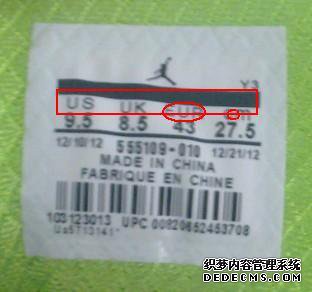 Y3
US UK EUR cm
9.5 8.5 43 27.5
12/10/12 555109-010 12/21/12
MADE IN CHINA
FABRIQUE EN CHINE
103123013 UPC 00820652453708
Us5713141*
织梦内容管理系统
DEDECMS.COM